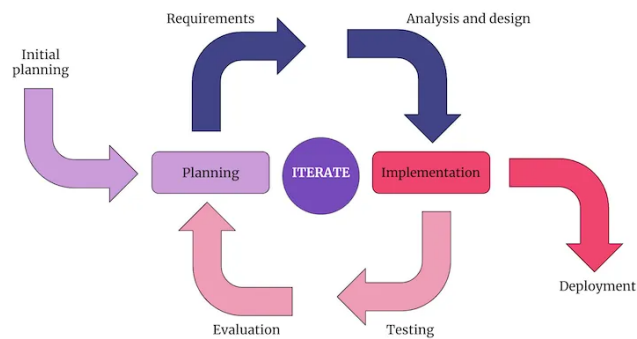 Requirements
Analysis and design
Initial
planning
Planning
ITERATE
Implementation
Deployment
Evaluation
Testing